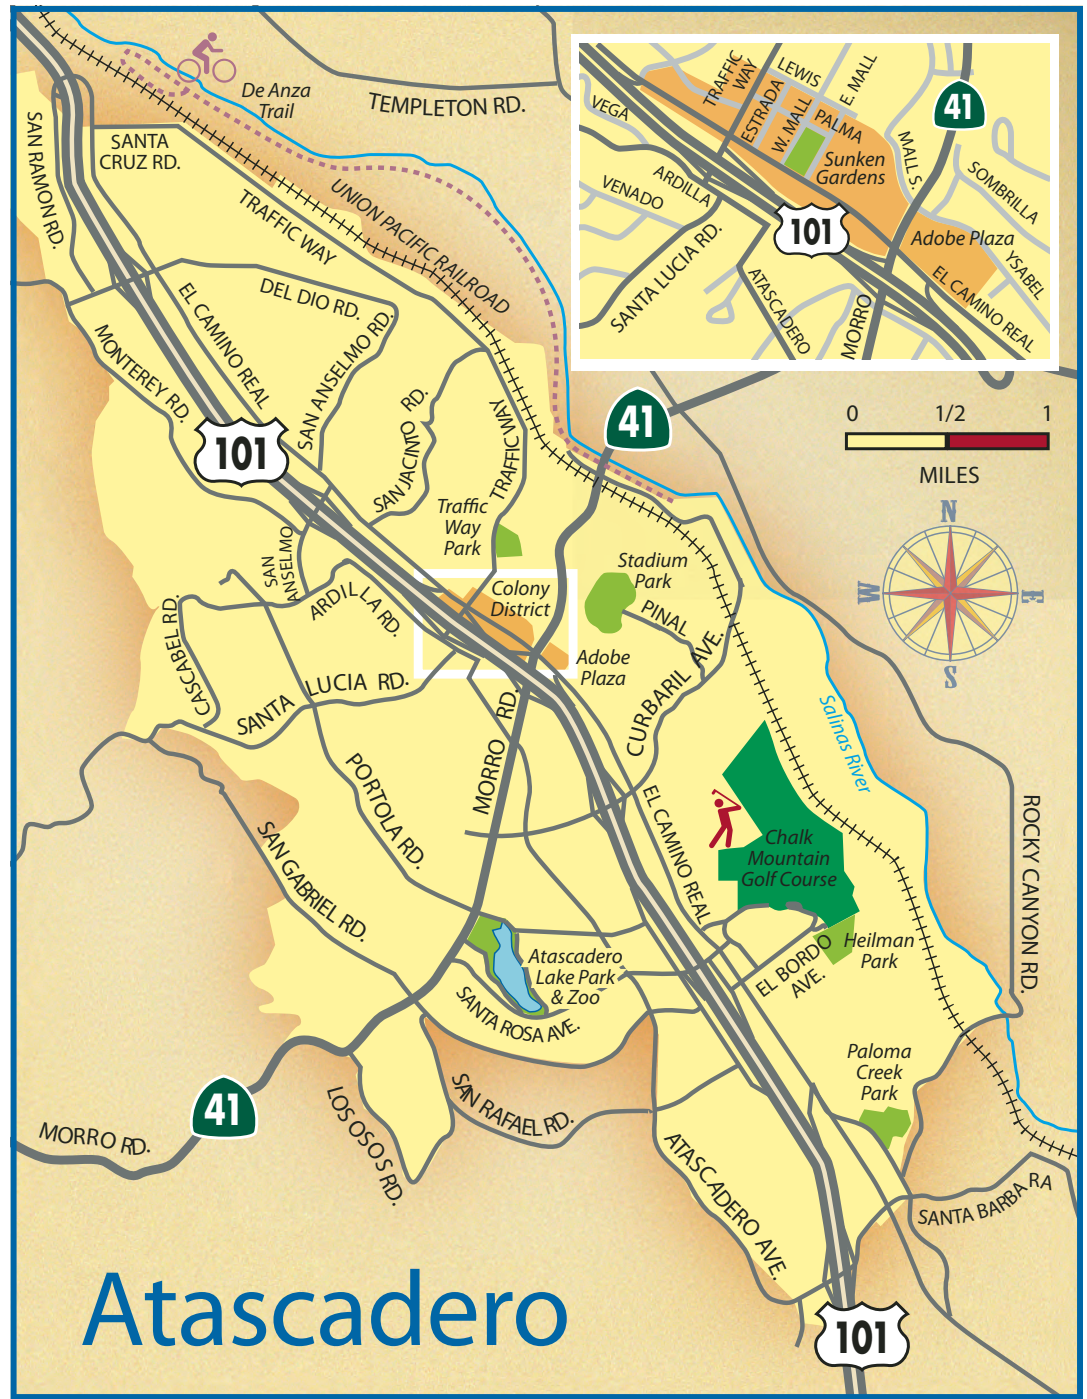 De Anza
Trail
TEMPLETON RD.
SAN RAMON RD.
SANTA
CRUZ RD.
UNION PACIFIC RAILROAD
TRAFFIC WAY
DEL DIO RD.
EL CAMINO REAL
SAN ANSELMO RD.
MONTEREY RD.
101
SAN JACINTO RD.
TRAFFIC WAY
41
TRAFFIC
WAY
LEWIS
E. MALL
41
VEGA
ESTRADA
W. MALL
PALMA
MALL S.
Sunken
Gardens
ARDILLA
VENADO
SOMBRILLA
101
Adobe Plaza
YSABEL
SANTA LUCIA RD.
ATASCADERO
MORRO
EL CAMINO REAL
0 1/2 1
MILES
N
W
E
S
Traffic
Way
Park
SAN
ANSELMO
Stadium
Park
Colony
District
PINAL
ARDILLA RD.
CASCABEL RD.
Adobe
Plaza
CURBARIL AVE.
SANTA LUCIA RD.
MORRO RD.
Salinas River
PORTOLA RD.
EL CAMINO REAL
Chalk
Mountain
Golf Course
ROCKY CANYON RD.
SAN GABRIEL RD.
Heilman
Park
EL BORDO
AVE.
Atascadero
Lake Park
& Zoo
SANTA ROSA AVE.
Paloma
Creek
Park
41
LOS OSOS RD.
SAN RAFAEL RD.
MORRO RD.
ATASCADERO AVE.
SANTA BARBARA
Atascadero
101